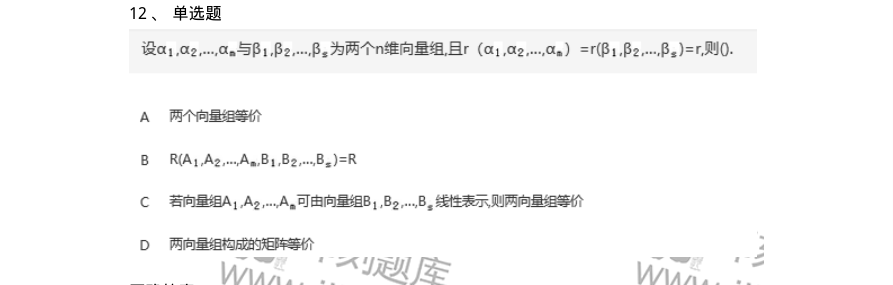 12 、 单选题
设α₁,α₂,...,αₘ与β₁,β₂,...,βₛ为两个n维向量组,且r（α₁,α₂,...,αₘ）=r(β₁,β₂,...,βₛ)=r,则().
A 两个向量组等价
B R(A₁,A₂,...,Aₘ,B₁,B₂,...,Bₛ)=R
C 若向量组A₁,A₂,...,Aₘ可由向量组B₁,B₂,...,Bₛ线性表示,则两向量组等价
D 两向量组构成的矩阵等价
刻题库